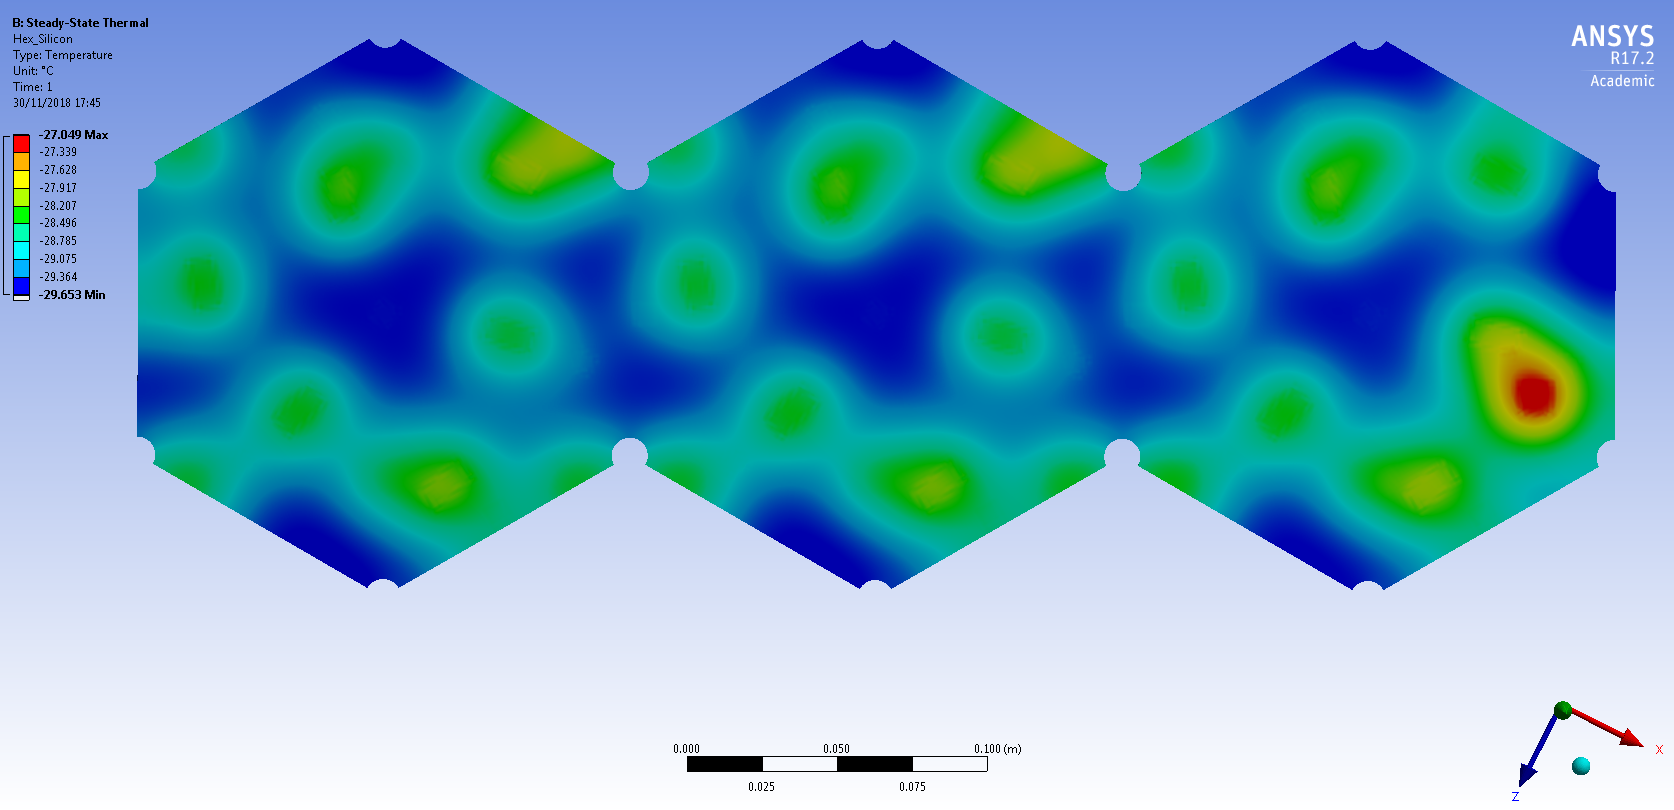 B: Steady-State Thermal
Hex_Silicon
Type: Temperature
Unit: °C
Time: 1
30/11/2018 17:45
-27.049 Max
-27.339
-27.628
-27.917
-28.207
-28.496
-28.785
-29.075
-29.364
-29.653 Min
ANSYS
R17.2
Academic
0.000 0.050 0.100 (m)
0.025 0.075
X
Z